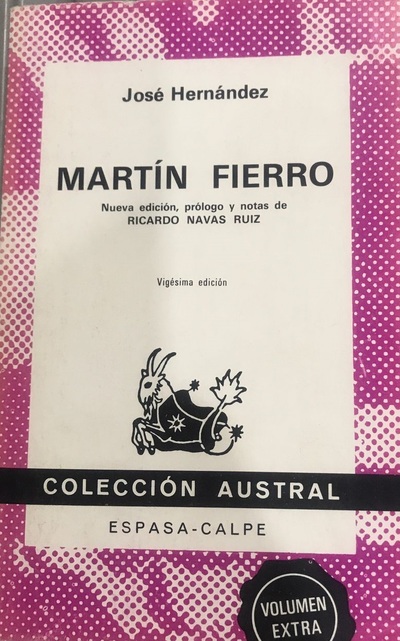 José Hernández
MARTÍN FIERRO
Nueva edición, prólogo y notas de
RICARDO NAVAS RUIZ
Vigésima edición
COLECCIÓN AUSTRAL
ESPASA-CALPE
VOLUMEN
EXTRA